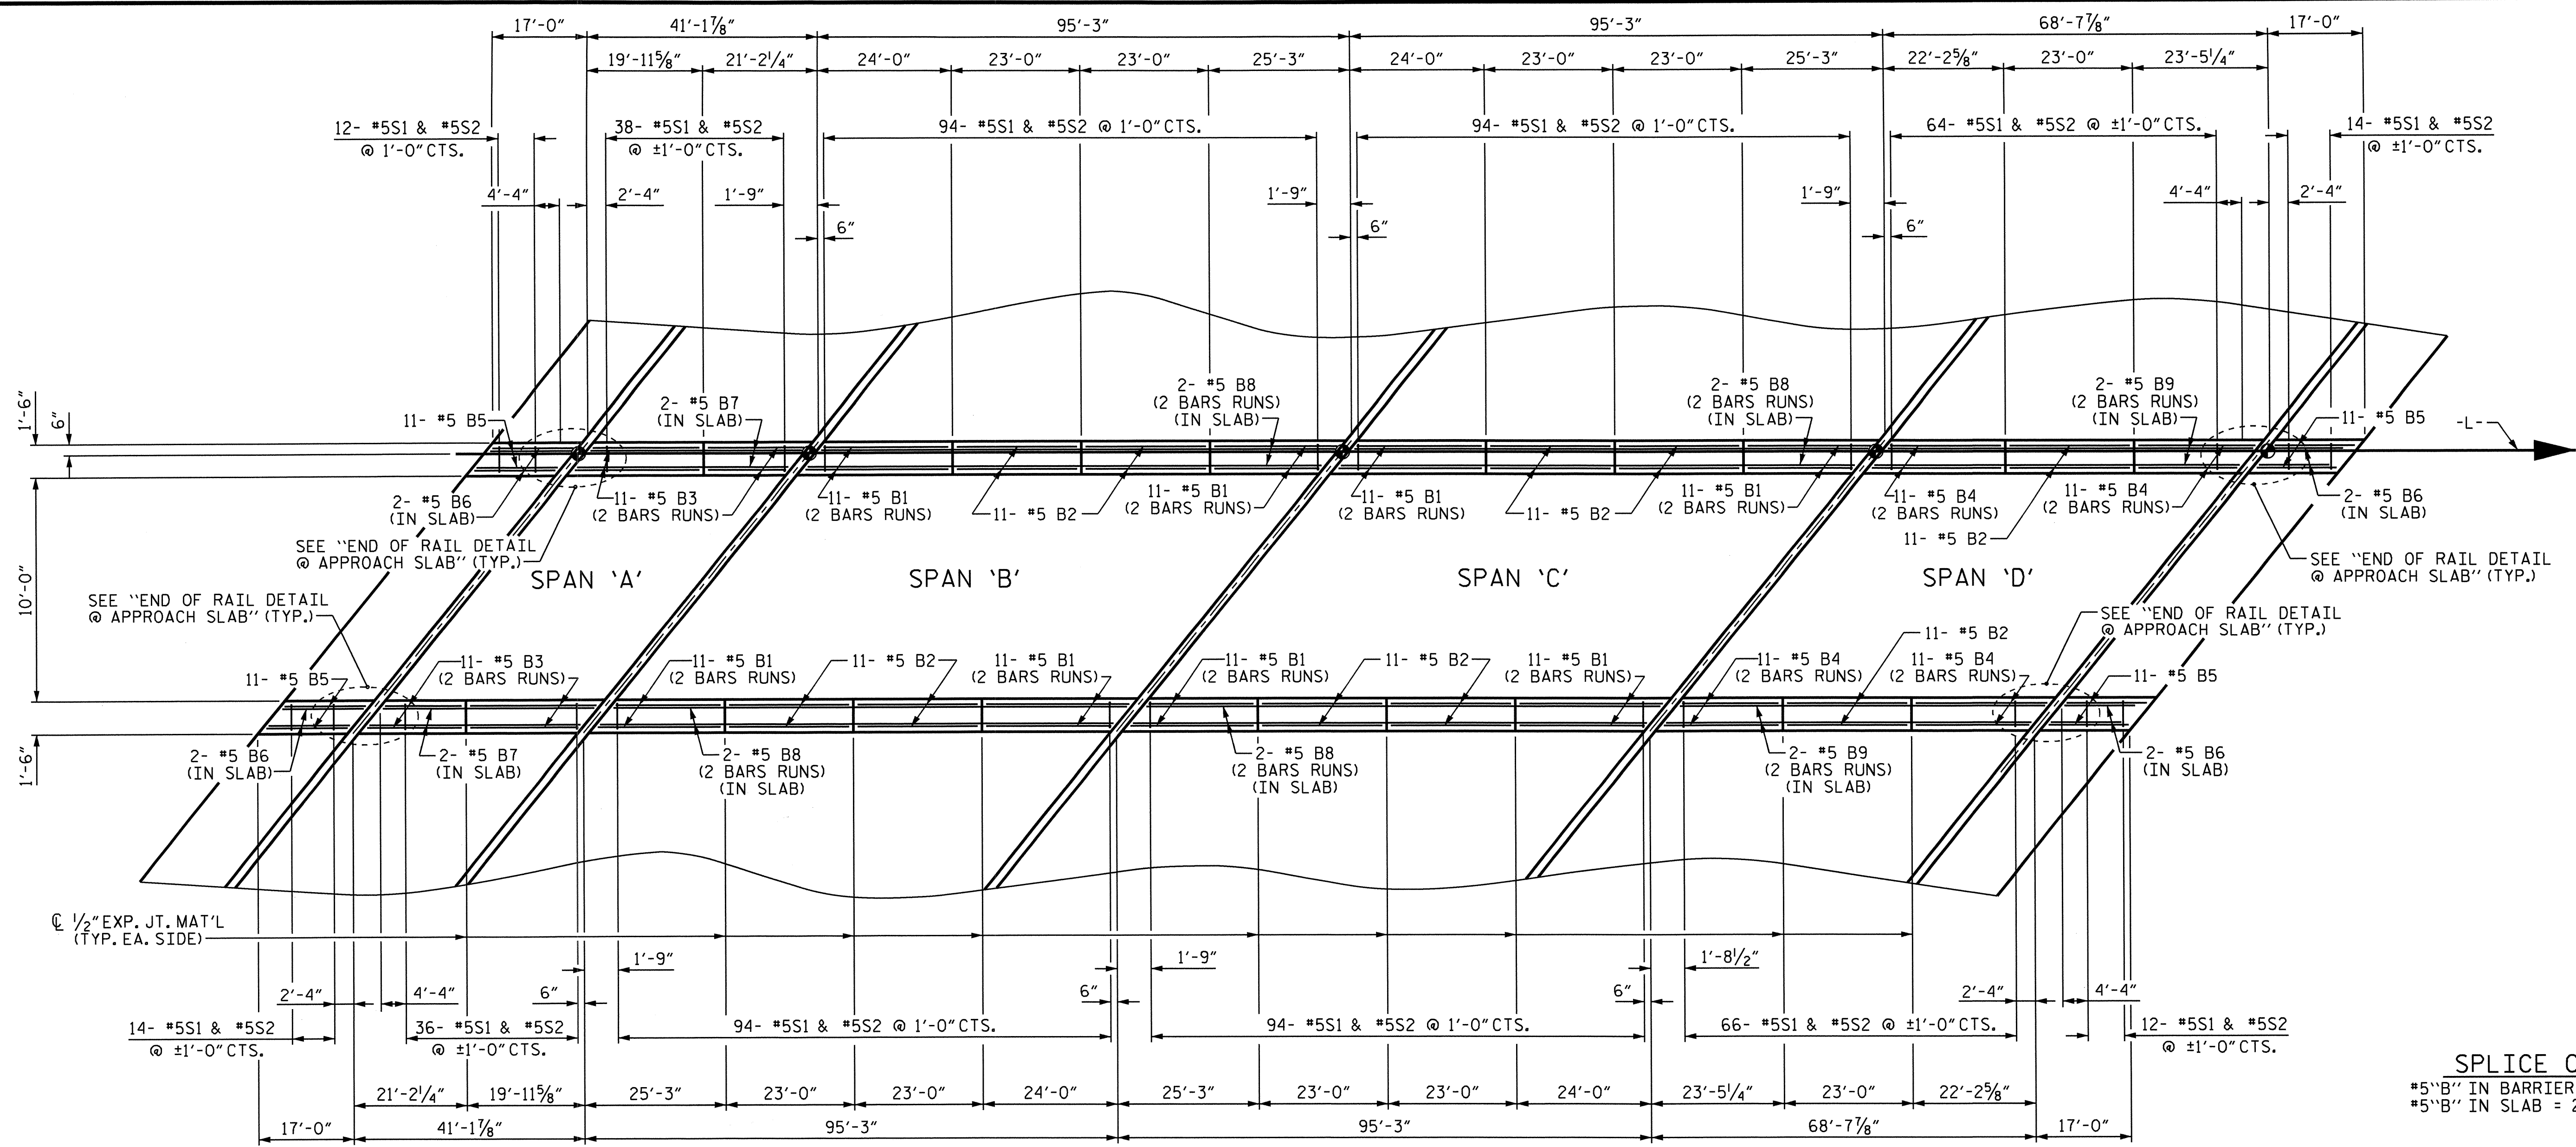 17'-0" 41'-1⅞" 95'-3" 95'-3" 68'-7⅞" 17'-0"
19'-11⅝" 21'-2¼" 24'-0" 23'-0" 23'-0" 25'-3" 24'-0" 23'-0" 23'-0" 25'-3" 22'-2⅝" 23'-0" 23'-5¼"
12- #5S1 & #5S2
@ 1'-0" CTS.
38- #5S1 & #5S2
@ ±1'-0" CTS.
94- #5S1 & #5S2 @ 1'-0" CTS.
94- #5S1 & #5S2 @ 1'-0" CTS.
64- #5S1 & #5S2 @ ±1'-0" CTS.
14- #5S1 & #5S2
@ ±1'-0" CTS.
4'-4" 2'-4" 1'-9" 1'-9" 1'-9" 4'-4" 2'-4"
6" 6" 6"
1'-6"
6"
10'-0"
1'-6"
11- #5 B5
2- #5 B7
(IN SLAB)
2- #5 B8
(2 BARS RUNS)
(IN SLAB)
2- #5 B8
(2 BARS RUNS)
(IN SLAB)
2- #5 B9
(2 BARS RUNS)
(IN SLAB)
11- #5 B5
-L-
2- #5 B6
(IN SLAB)
11- #5 B3
(2 BARS RUNS)
11- #5 B1
(2 BARS RUNS)
11- #5 B2
11- #5 B1
(2 BARS RUNS)
11- #5 B1
(2 BARS RUNS)
11- #5 B2
11- #5 B1
(2 BARS RUNS)
11- #5 B4
(2 BARS RUNS)
11- #5 B2
11- #5 B4
(2 BARS RUNS)
2- #5 B6
(IN SLAB)
SEE "END OF RAIL DETAIL
@ APPROACH SLAB" (TYP.)
SPAN 'A' SPAN 'B' SPAN 'C' SPAN 'D'
SEE "END OF RAIL DETAIL
@ APPROACH SLAB" (TYP.)
SEE "END OF RAIL DETAIL
@ APPROACH SLAB" (TYP.)
SEE "END OF RAIL DETAIL
@ APPROACH SLAB" (TYP.)
11- #5 B5
11- #5 B3
(2 BARS RUNS)
11- #5 B1
(2 BARS RUNS)
11- #5 B2
11- #5 B1
(2 BARS RUNS)
11- #5 B1
(2 BARS RUNS)
11- #5 B2
11- #5 B1
(2 BARS RUNS)
11- #5 B4
(2 BARS RUNS)
11- #5 B2
11- #5 B4
(2 BARS RUNS)
11- #5 B5
2- #5 B6
(IN SLAB)
2- #5 B7
(IN SLAB)
2- #5 B8
(2 BARS RUNS)
(IN SLAB)
2- #5 B8
(2 BARS RUNS)
(IN SLAB)
2- #5 B9
(2 BARS RUNS)
(IN SLAB)
2- #5 B6
(IN SLAB)
℄ ½" EXP. JT. MAT'L
(TYP. EA. SIDE)
1'-9" 1'-9" 1'-8½"
2'-4" 4'-4" 6" 6" 6" 2'-4" 4'-4"
14- #5S1 & #5S2
@ ±1'-0" CTS.
36- #5S1 & #5S2
@ ±1'-0" CTS.
94- #5S1 & #5S2 @ 1'-0" CTS.
94- #5S1 & #5S2 @ 1'-0" CTS.
66- #5S1 & #5S2 @ ±1'-0" CTS.
12- #5S1 & #5S2
@ ±1'-0" CTS.
21'-2¼" 19'-11⅝" 25'-3" 23'-0" 23'-0" 24'-0" 25'-3" 23'-0" 23'-0" 24'-0" 23'-5¼" 23'-0" 22'-2⅝"
17'-0" 41'-1⅞" 95'-3" 95'-3" 68'-7⅞" 17'-0"
SPLICE
#5"B" IN BARRIER
#5"B" IN SLAB =